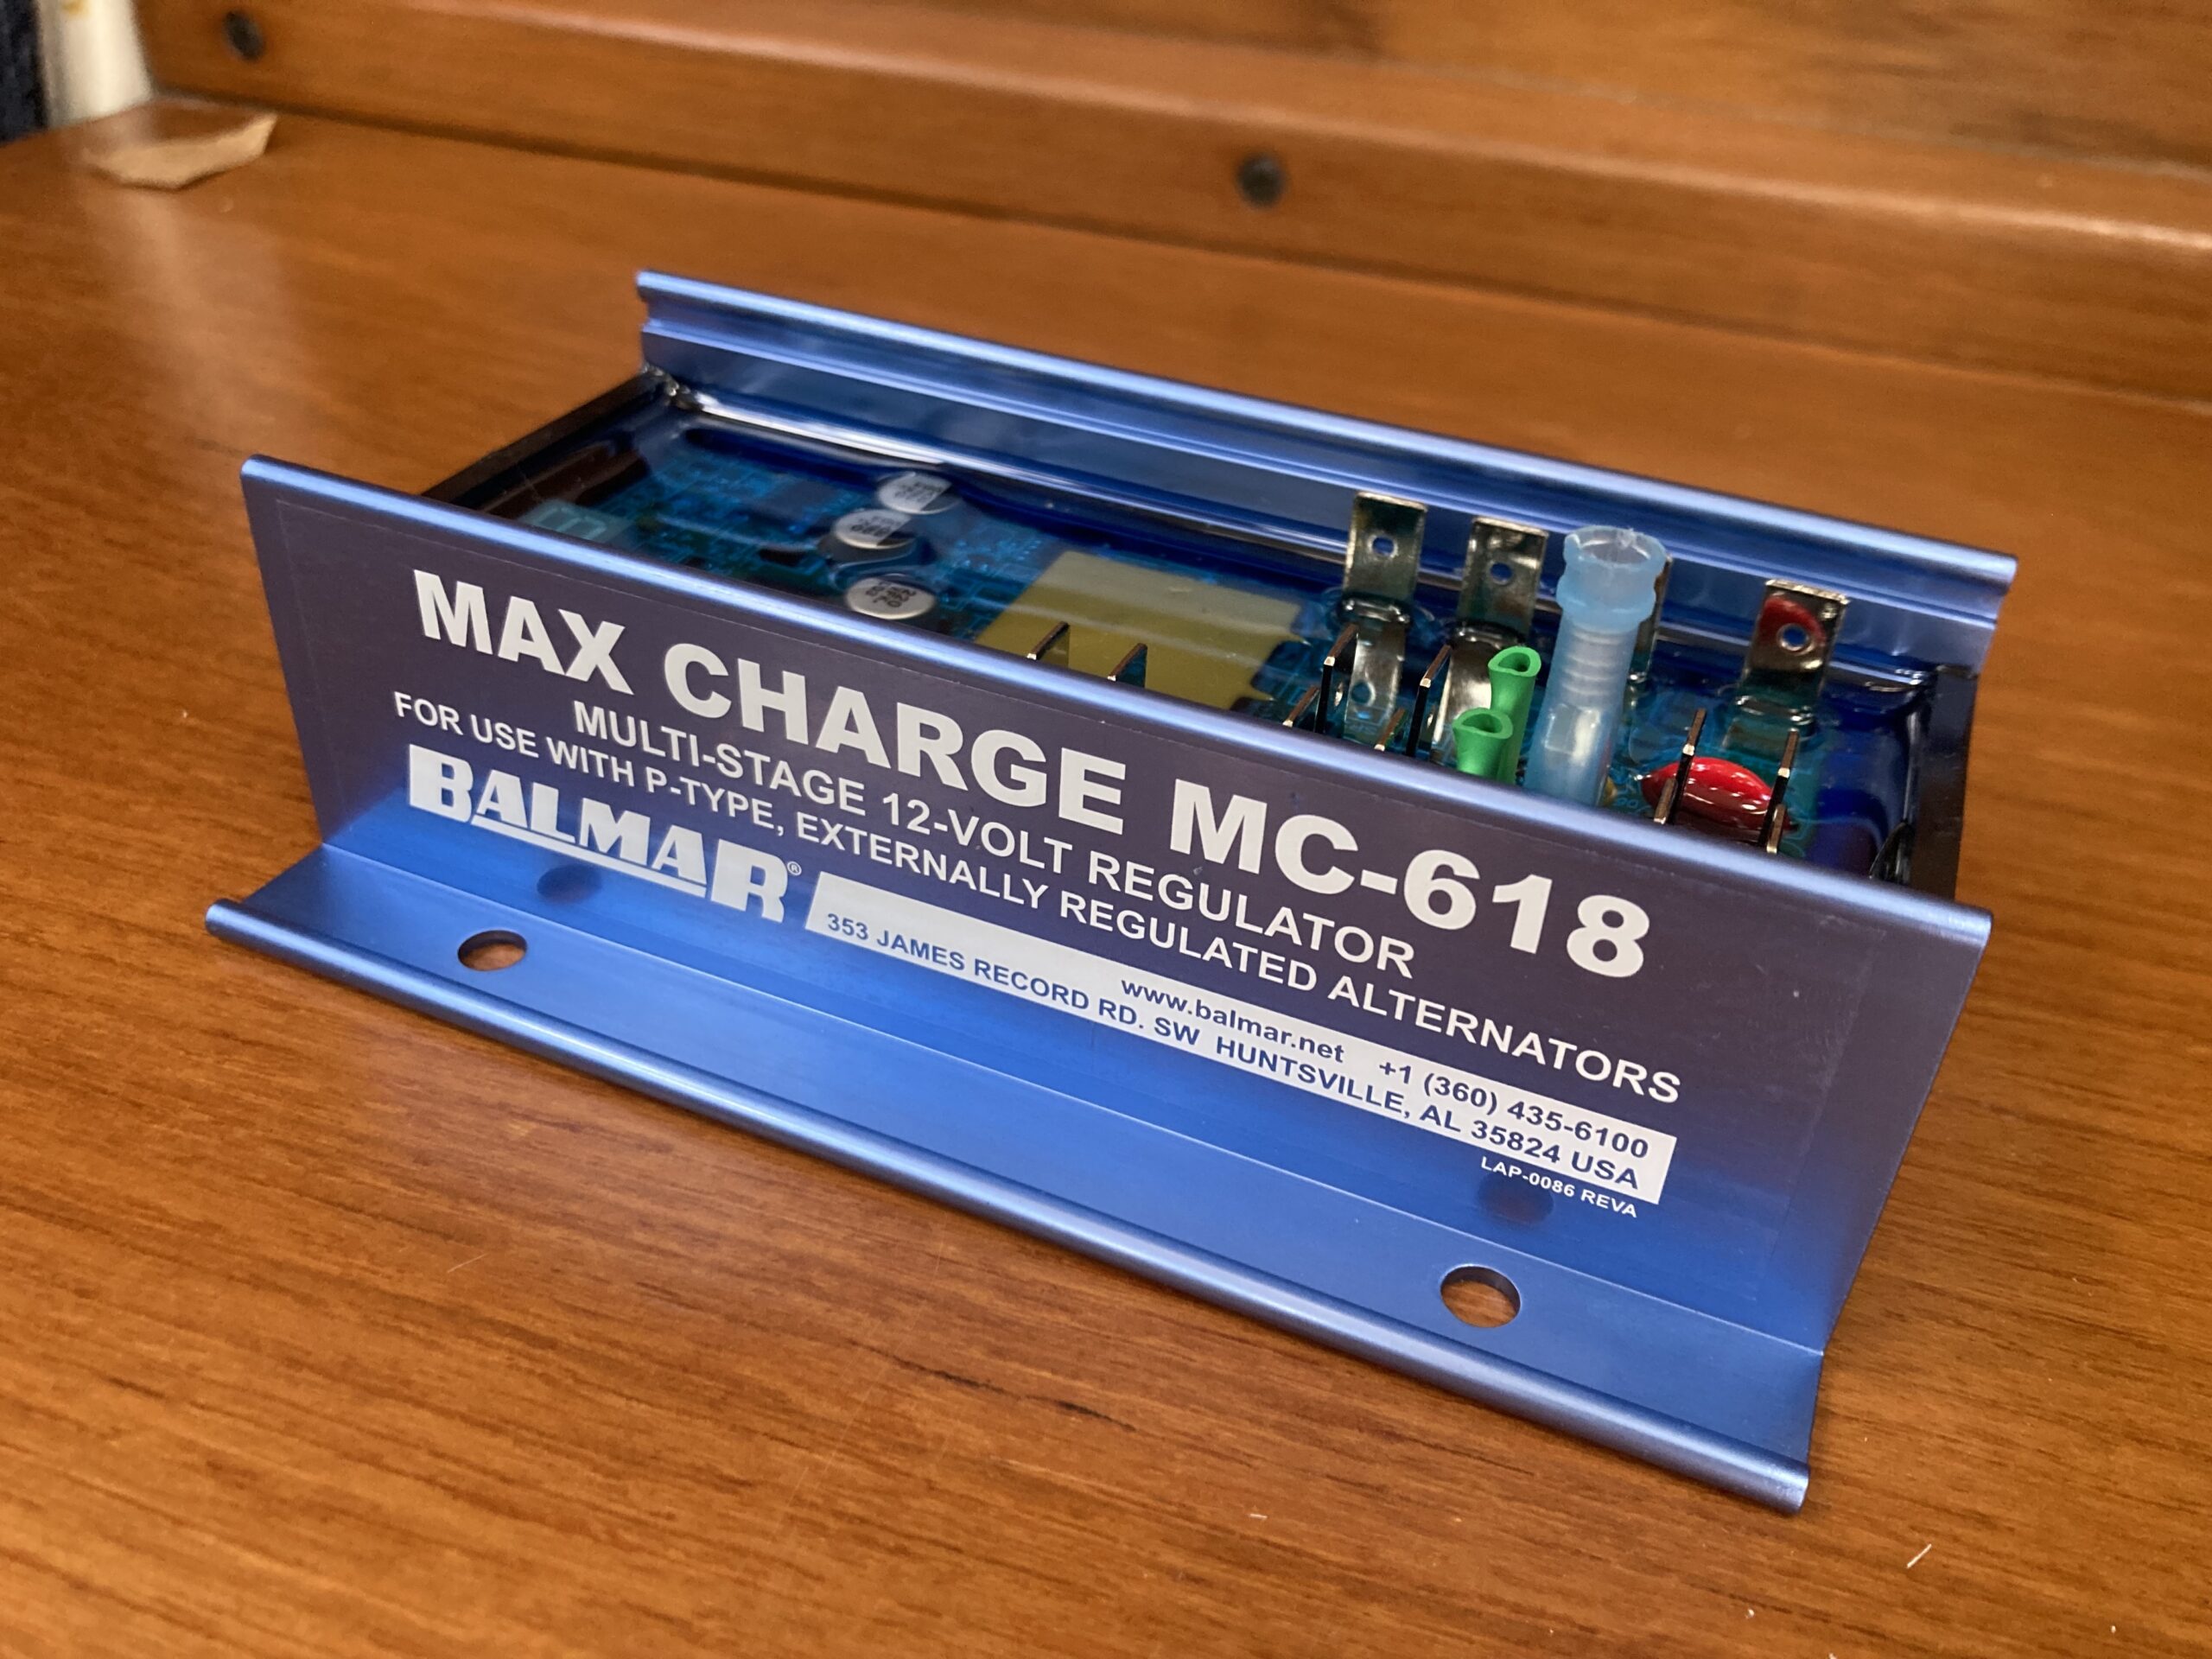 MAX CHARGE MC-618
MULTI-STAGE 12-VOLT REGULATOR
FOR USE WITH P-TYPE, EXTERNALLY REGULATED ALTERNATORS
BALMAR®
www.balmar.net +1 (360) 435-6100
353 JAMES RECORD RD. SW HUNTSVILLE, AL 35824 USA
LAP-0086 REVA